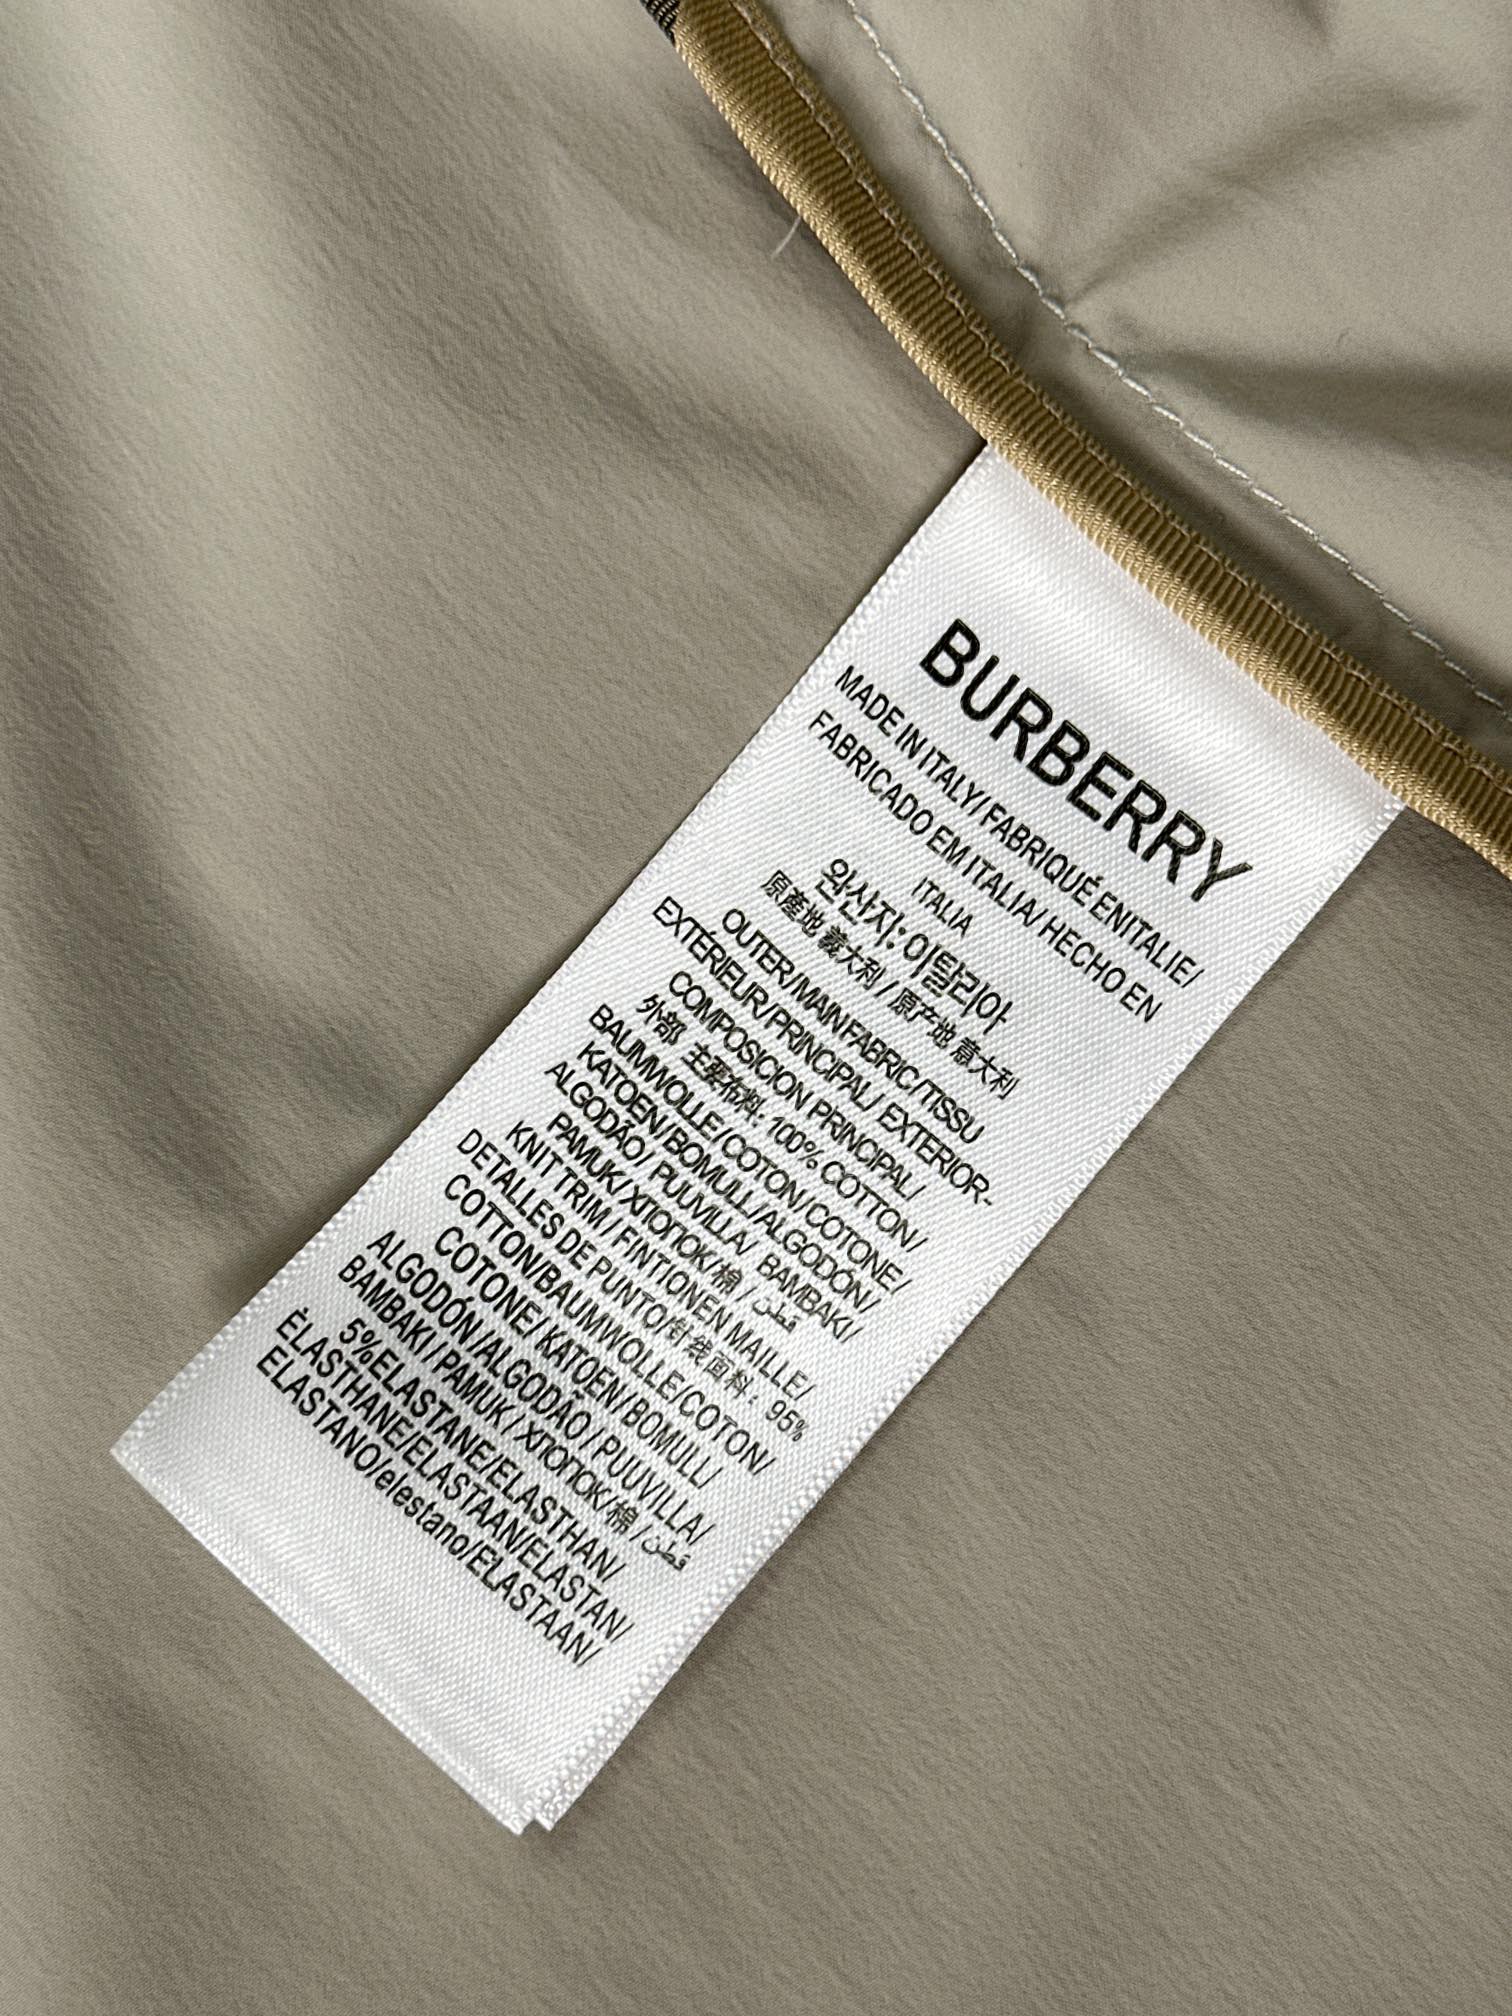 BURBERRY
MADE IN ITALY/ FABRIQUÉ ENITALIE/
FABRICADO EM ITALIA/ HECHO EN
ITALIA
완산지: 이탈리아
原產地 義大利 / 原产地 意大利
OUTER/MAIN FABRIC/TISSU
EXTÉRIEUR/PRINCIPAL/ EXTERIOR-
COMPOSICION PRINCIPAL/
外部 主要布料: 100% COTTON/
BAUMWOLLE/COTON/COTONE/
KATOEN/BOMULL/ALGODÓN/
ALGODÃO/ PUUVILLA/ BAMBAKI/
PAMUK/ХПОПОК/棉 / قطن
KNIT TRIM / FINTIONEN MAILLE/
DETALLES DE PUNTO/针线面料: 95%
COTTON/BAUMWOLLE/COTON/
COTONE/ KATOEN/BOMULL/
ALGODÓN/ALGODÃO / PUUVILLA/
BAMBAKI / PAMUK / ХПОПОК/棉 / قطن
5%ELASTANE/ELASTHAN/
ÉLASTHANE/ELASTAAN/ELASTAN/
ELASTANO/elestano/ELASTAAN/